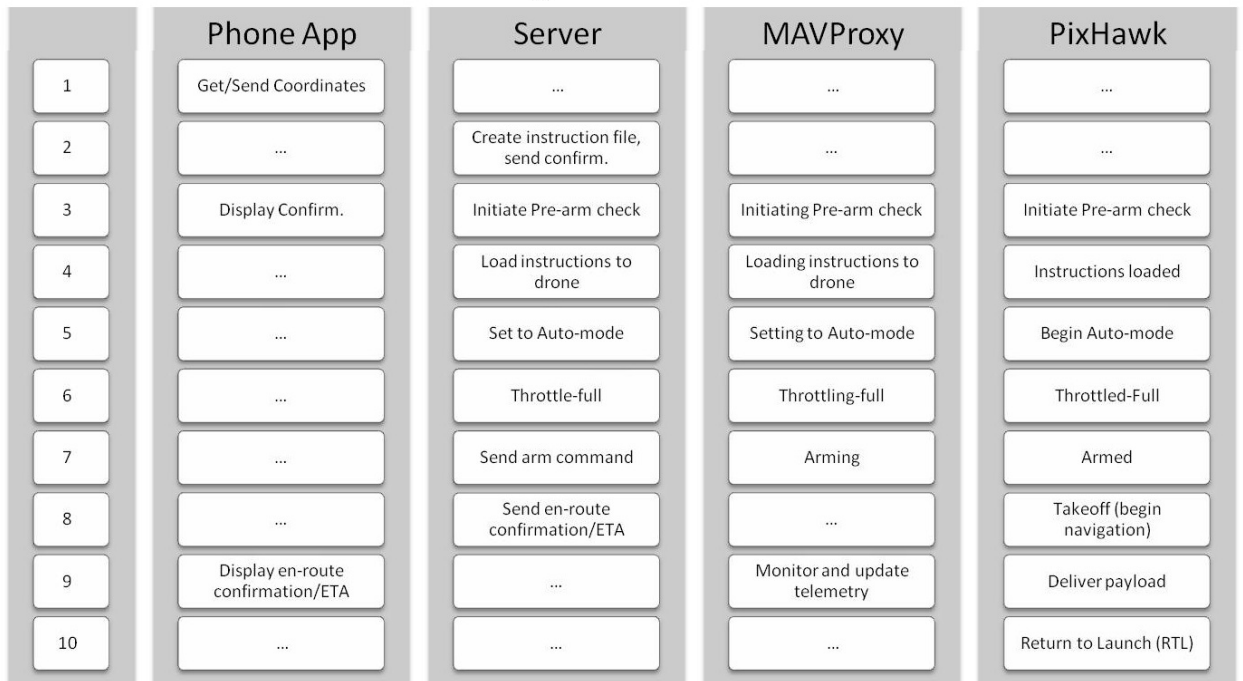 Phone App Server MAVProxy PixHawk
1 Get/Send Coordinates ... ... ...
2 ... Create instruction file, send confirm. ... ...
3 Display Confirm. Initiate Pre-arm check Initiating Pre-arm check Initiate Pre-arm check
4 ... Load instructions to drone Loading instructions to drone Instructions loaded
5 ... Set to Auto-mode Setting to Auto-mode Begin Auto-mode
6 ... Throttle-full Throttling-full Throttled-Full
7 ... Send arm command Arming Armed
8 ... Send en-route confirmation/ETA ... Takeoff (begin navigation)
9 Display en-route confirmation/ETA ... Monitor and update telemetry Deliver payload
10 ... ... ... Return to Launch (RTL)